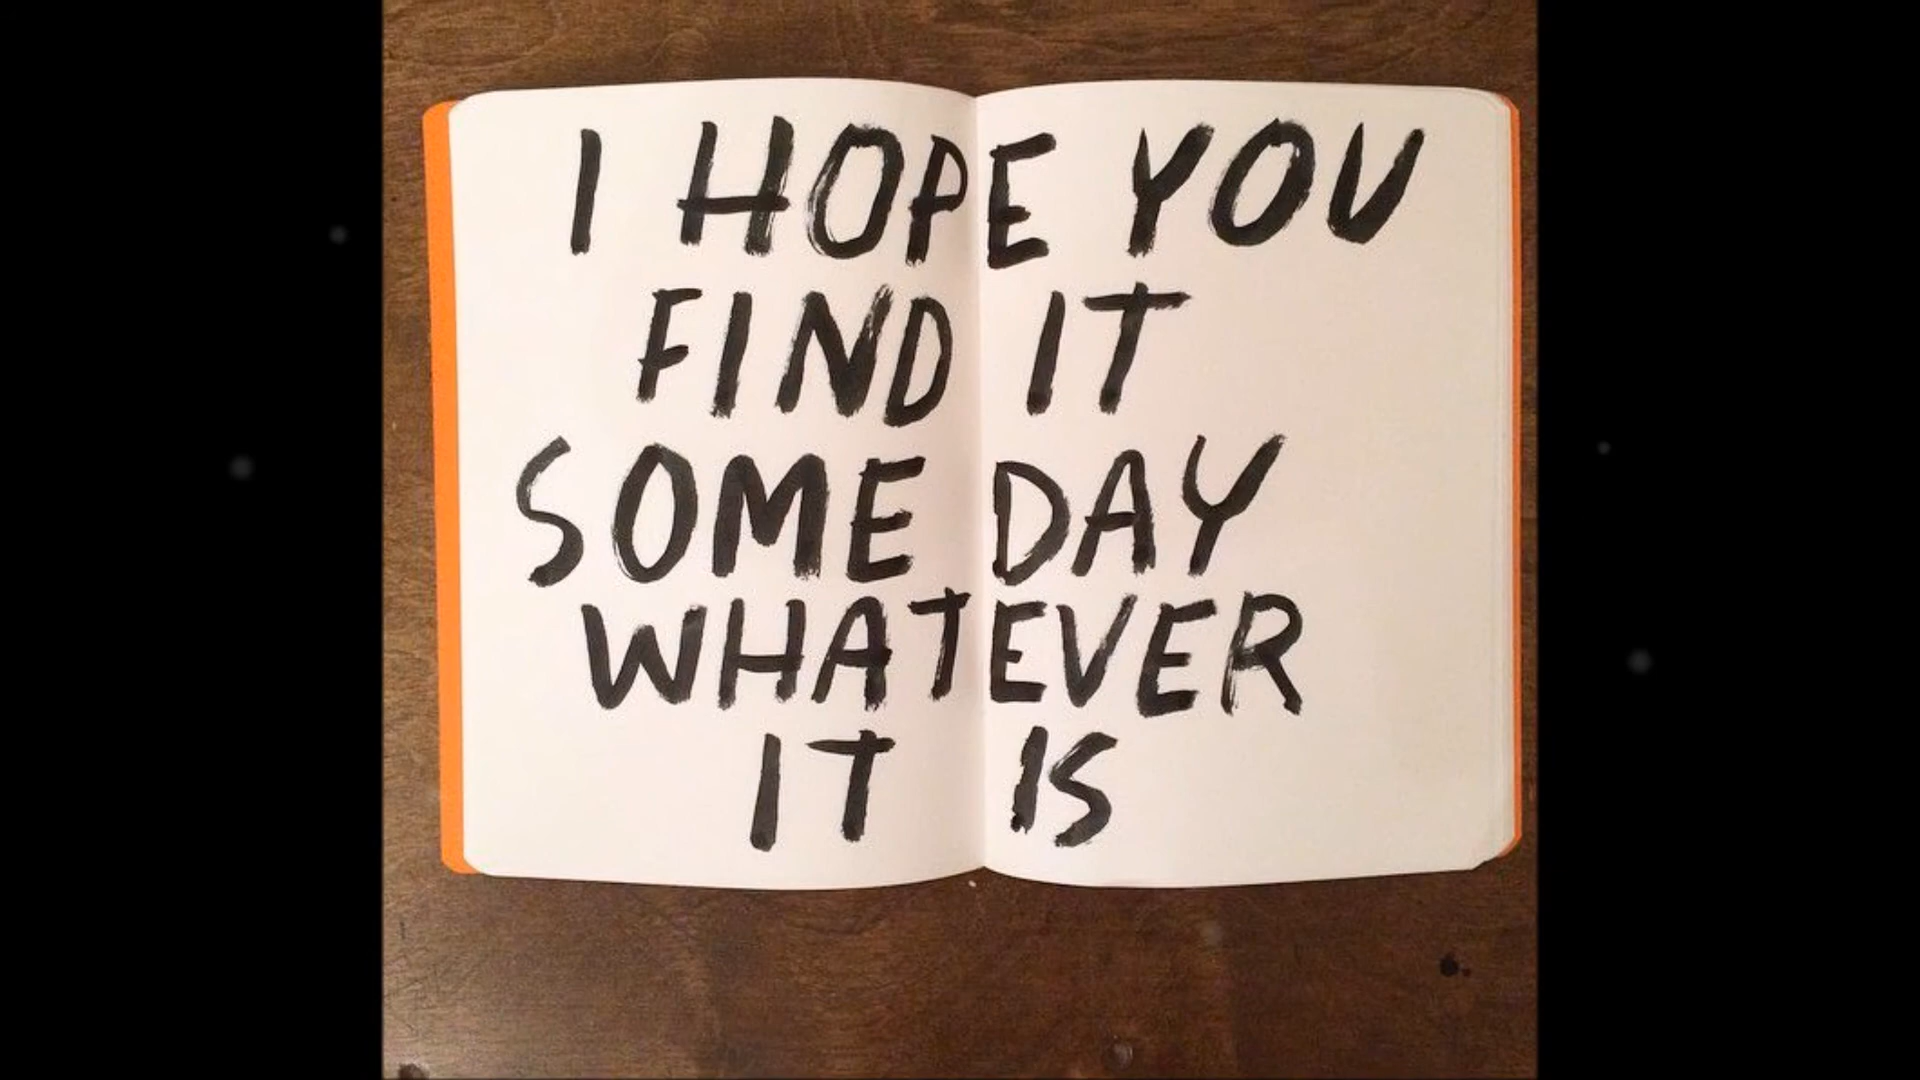 I HOPE YOU
FIND IT
SOME DAY
WHATEVER
IT IS